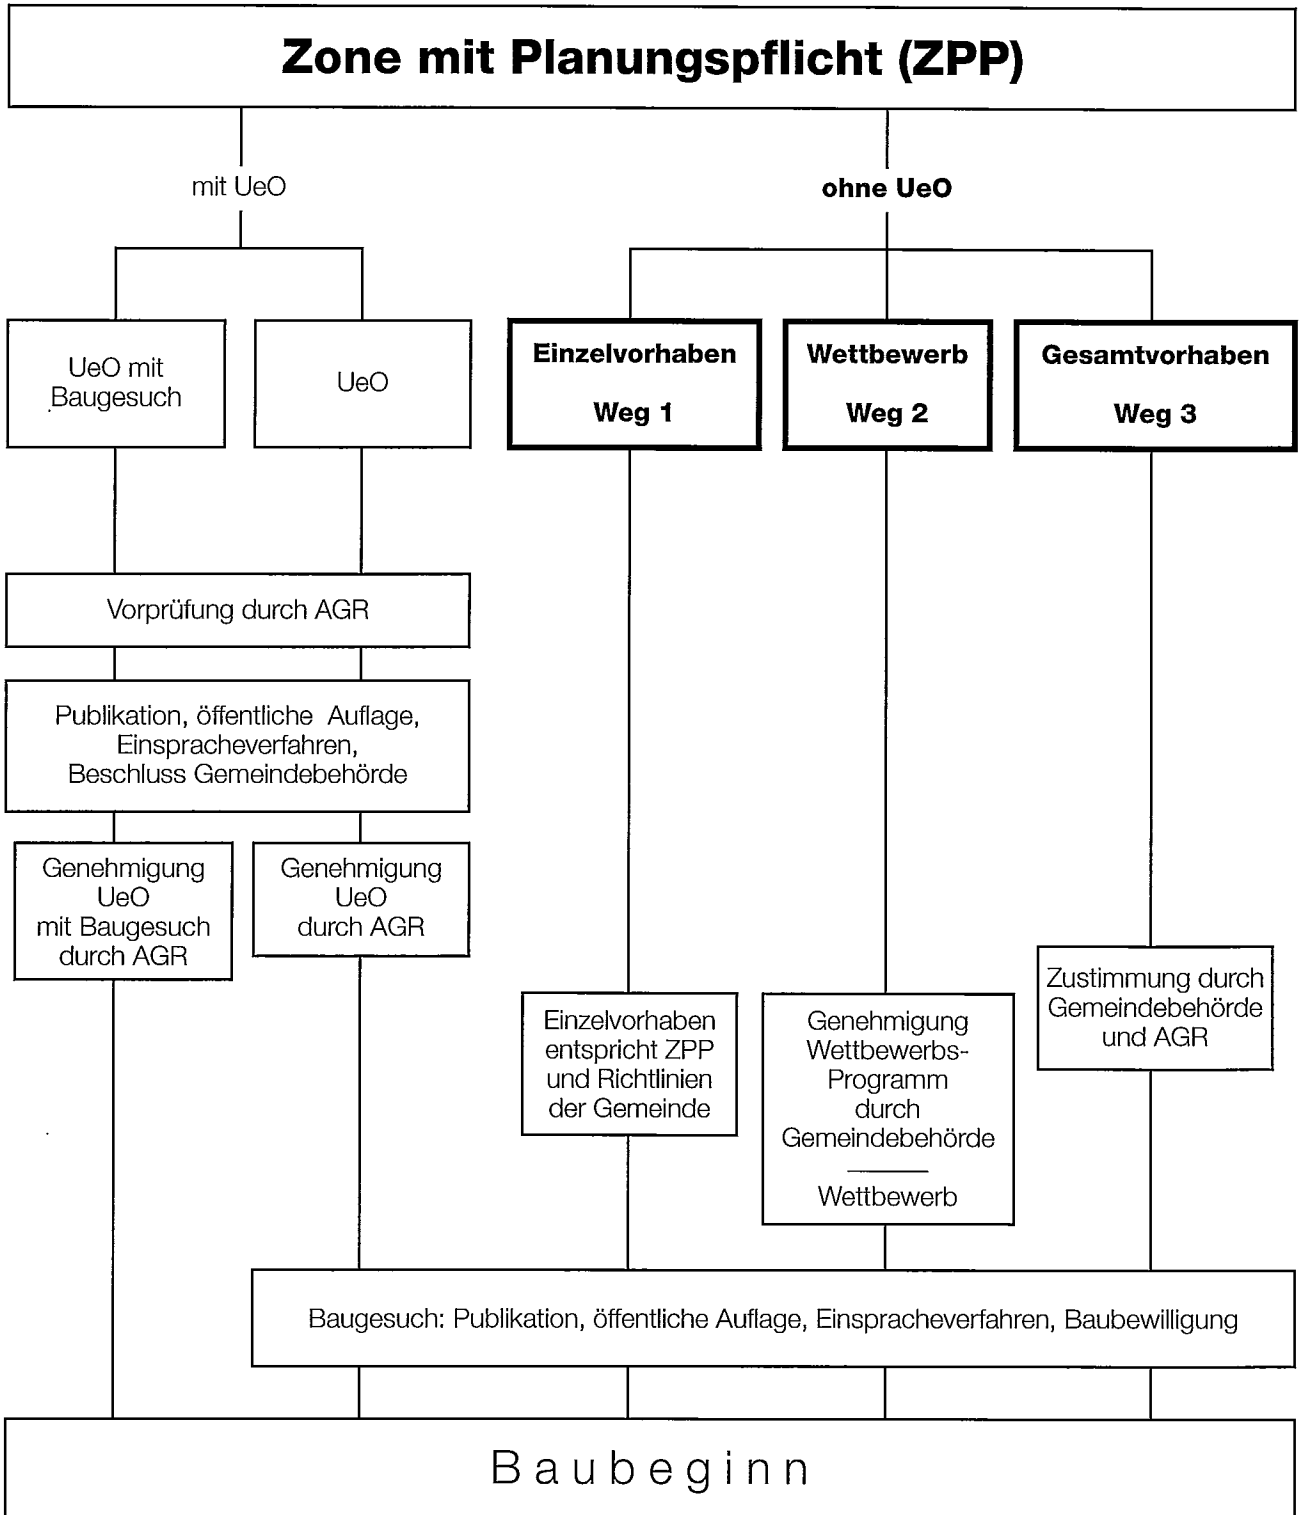 Zone mit Planungspflicht (ZPP)
mit UeO
ohne UeO
UeO mit
Baugesuch
UeO
Einzelvorhaben
Weg 1
Wettbewerb
Weg 2
Gesamtvorhaben
Weg 3
Vorprüfung durch AGR
Publikation, öffentliche Auflage,
Einspracheverfahren,
Beschluss Gemeindebehörde
Genehmigung
UeO
mit Baugesuch
durch AGR
Genehmigung
UeO
durch AGR
Einzelvorhaben
entspricht ZPP
und Richtlinien
der Gemeinde
Genehmigung
Wettbewerbs-
Programm
durch
Gemeindebehörde
Wettbewerb
Zustimmung durch
Gemeindebehörde
und AGR
Baugesuch: Publikation, öffentliche Auflage, Einspracheverfahren, Baubewilligung
Baubeginn